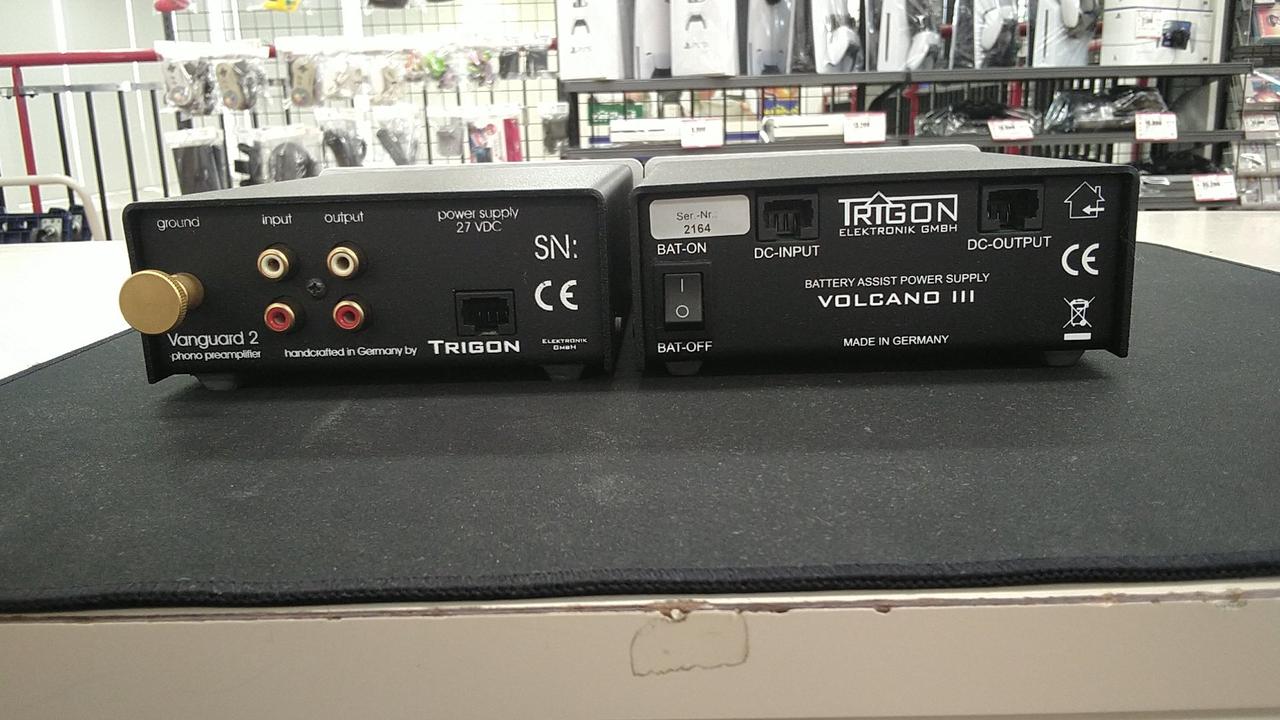 ground
input
output
power supply
27 VDC
SN:
CE
Vanguard 2
phono preamplifier
handcrafted in Germany by
TRIGON
ELEKTRONIK
GMBH
Ser.-Nr.:
2164
BAT-ON
I
O
BAT-OFF
DC-INPUT
TRIGON
ELEKTRONIK GMBH
DC-OUTPUT
BATTERY ASSIST POWER SUPPLY
VOLCANO III
MADE IN GERMANY
CE